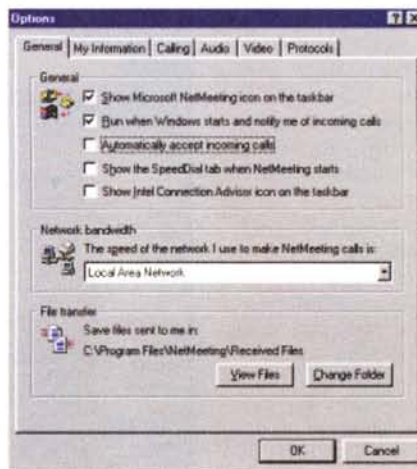 Options
General My Information Calling Audio Video Protocols
General
Show Microsoft NetMeeting icon on the taskbar
Run when Windows starts and notify me of incoming calls
Automatically accept incoming calls
Show the SpeedDial tab when NetMeeting starts
Show Intel Connection Advisor icon on the taskbar
Network bandwidth
The speed of the network I use to make NetMeeting calls is:
Local Area Network
File transfer
Save files sent to me in:
C:\Program Files\NetMeeting\Received Files
View Files Change Folder
OK Cancel